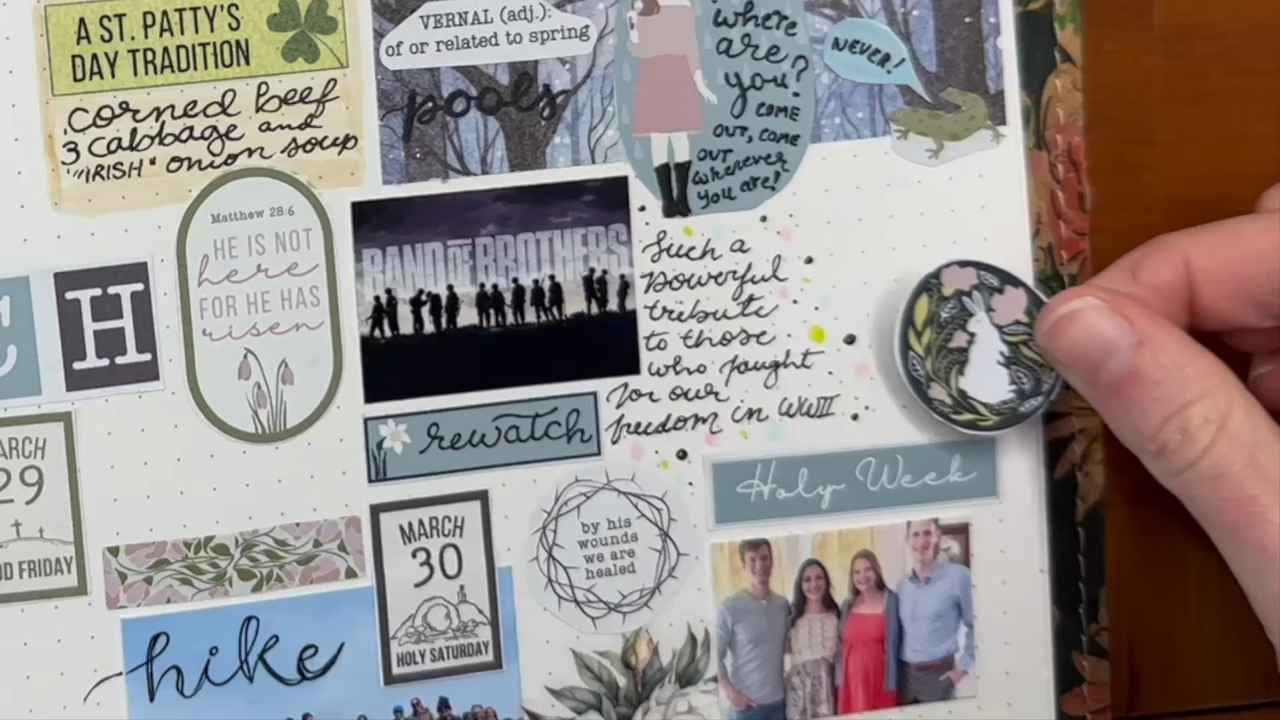 A ST. PATTY'S
DAY TRADITION
corned beef
& cabbage and
"IRISH" onion soup
VERNAL (adj.):
of or related to spring
pools
where
are
you?
COME
OUT, COME
OUT
wherever
you are!
NEVER!
Matthew 28:6
HE IS NOT
here
FOR HE HAS
risen
C H
BAND OF BROTHERS
Such a
powerful
tribute
to those
who fought
for our
freedom in WWII
rewatch
Holy Week
MARCH
30
HOLY SATURDAY
by his
wounds
we are
healed
ARCH
29
OD FRIDAY
hike